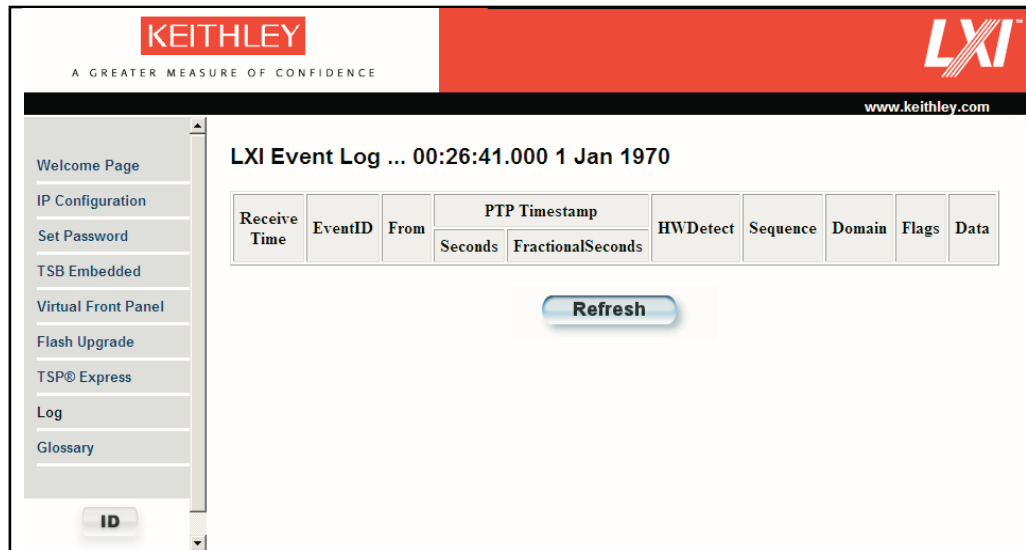 KEITHLEY
A GREATER MEASURE OF CONFIDENCE
LXI™
www.keithley.com
Welcome Page
IP Configuration
Set Password
TSB Embedded
Virtual Front Panel
Flash Upgrade
TSP® Express
Log
Glossary
ID
LXI Event Log ... 00:26:41.000 1 Jan 1970
Receive Time EventID From PTP Timestamp HWDetect Sequence Domain Flags Data
Seconds FractionalSeconds
Refresh